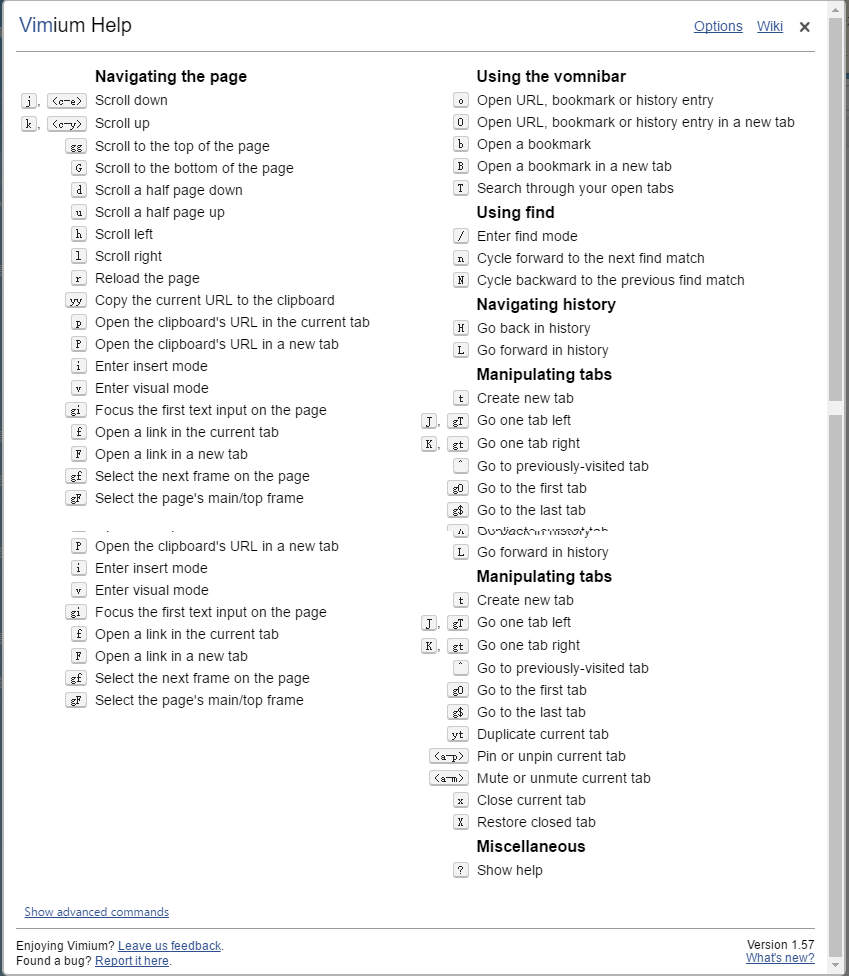 Vimium Help
Options Wiki ×
Navigating the page
j, <c-e> Scroll down
k, <c-y> Scroll up
gg Scroll to the top of the page
G Scroll to the bottom of the page
d Scroll a half page down
u Scroll a half page up
h Scroll left
l Scroll right
r Reload the page
yy Copy the current URL to the clipboard
p Open the clipboard's URL in the current tab
P Open the clipboard's URL in a new tab
i Enter insert mode
v Enter visual mode
gi Focus the first text input on the page
f Open a link in the current tab
F Open a link in a new tab
gf Select the next frame on the page
gF Select the page's main/top frame
P Open the clipboard's URL in a new tab
i Enter insert mode
v Enter visual mode
gi Focus the first text input on the page
f Open a link in the current tab
F Open a link in a new tab
gf Select the next frame on the page
gF Select the page's main/top frame
Using the vomnibar
o Open URL, bookmark or history entry
O Open URL, bookmark or history entry in a new tab
b Open a bookmark
B Open a bookmark in a new tab
T Search through your open tabs
Using find
/ Enter find mode
n Cycle forward to the next find match
N Cycle backward to the previous find match
Navigating history
H Go back in history
L Go forward in history
Manipulating tabs
t Create new tab
J, gT Go one tab left
K, gt Go one tab right
^ Go to previously-visited tab
g0 Go to the first tab
g$ Go to the last tab
L Go forward in history
Manipulating tabs
t Create new tab
J, gT Go one tab left
K, gt Go one tab right
^ Go to previously-visited tab
g0 Go to the first tab
g$ Go to the last tab
yt Duplicate current tab
<a-p> Pin or unpin current tab
<a-m> Mute or unmute current tab
x Close current tab
X Restore closed tab
Miscellaneous
? Show help
Show advanced commands
Enjoying Vimium? Leave us feedback.
Found a bug? Report it here.
Version 1.57
What's new?